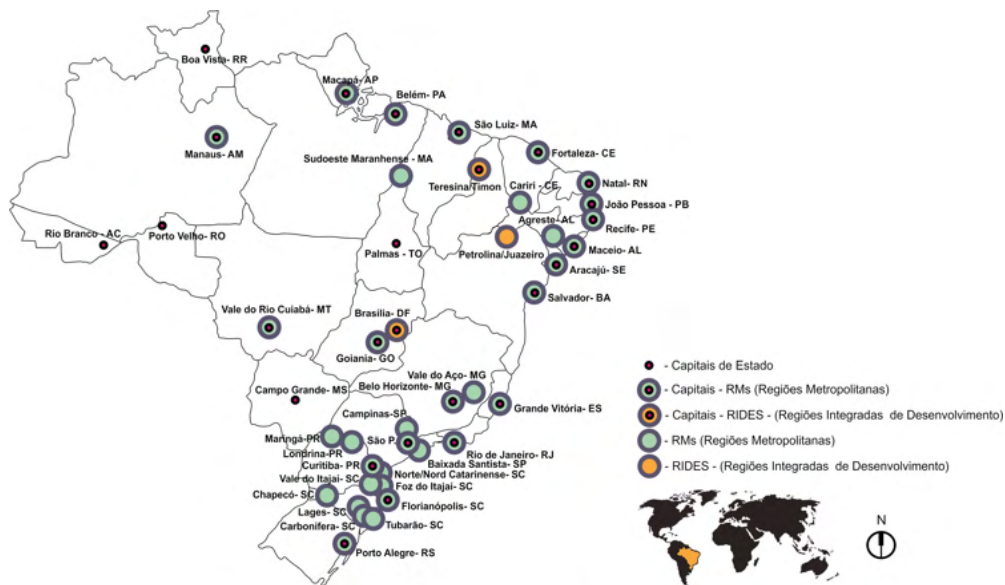 Boa Vista- RR
Macapá- AP
Belém- PA
São Luiz- MA
Manaus- AM
Sudoeste Maranhense - MA
Fortaleza- CE
Teresina/Timon
Cariri - CE
Natal- RN
João Pessoa - PB
Agreste- AL
Recife- PE
Rio Branco - AC
Porto Velho- RO
Palmas - TO
Petrolina/Juazeiro
Maceio- AL
Aracajú- SE
Salvador- BA
Vale do Rio Cuiabá- MT
Brasília- DF
Goiania- GO
Vale do Aço- MG
Campo Grande- MS
Belo Horizonte- MG
Grande Vitória- ES
Campinas-SP
Maringá-PR
São P.
Rio de Janeiro- RJ
Londrina-PR
Baixada Santista- SP
Curitiba- PR
Norte/Nord Catarinense- SC
Vale do Itajaí- SC
Foz do Itajaí- SC
Chapecó- SC
Florianópolis- SC
Lages- SC
Carbonífera- SC
Tubarão- SC
Porto Alegre- RS
- Capitais de Estado
- Capitais - RMs (Regiões Metropolitanas)
- Capitais - RIDES - (Regiões Integradas de Desenvolvimento)
- RMs (Regiões Metropolitanas)
- RIDES - (Regiões Integradas de Desenvolvimento)
N